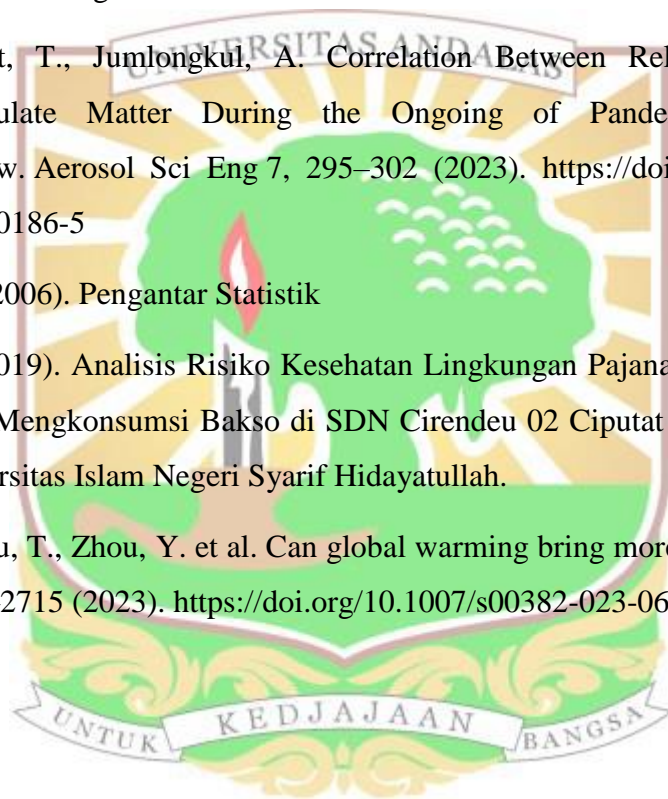 UNIVERSITAS ANDALAS
t, T., Jumlongkul, A. Correlation Between Rel
ulate Matter During the Ongoing of Pande
w. Aerosol Sci Eng 7, 295–302 (2023). https://doi
0186-5
2006). Pengantar Statistik
019). Analisis Risiko Kesehatan Lingkungan Pajana
Mengkonsumsi Bakso di SDN Cirendeu 02 Ciputat
rsitas Islam Negeri Syarif Hidayatullah.
u, T., Zhou, Y. et al. Can global warming bring more
2715 (2023). https://doi.org/10.1007/s00382-023-06
UNTUK KEDJAJAAN BANGSA